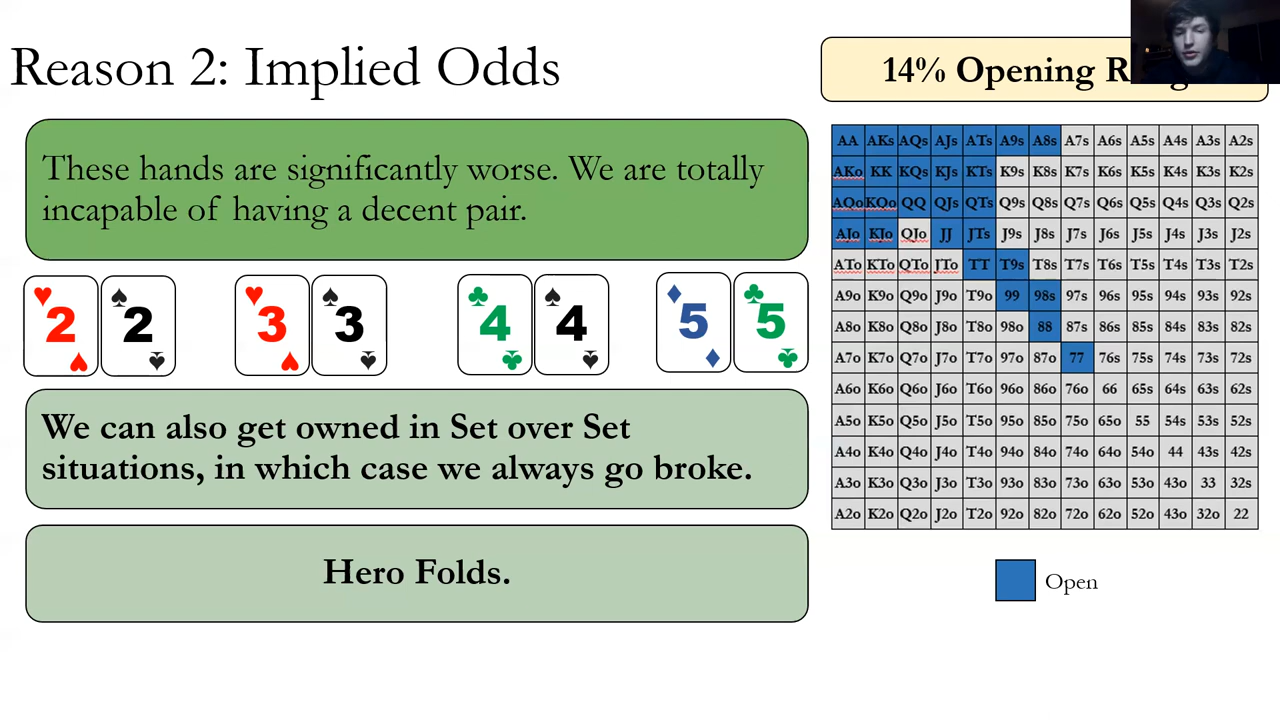 Reason 2: Implied Odds
14% Opening R
These hands are significantly worse. We are totally
incapable of having a decent pair.
2 2 3 3 4 4 5 5
We can also get owned in Set over Set
situations, in which case we always go broke.
Hero Folds.
AA AKs AQs AJs ATs A9s A8s A7s A6s A5s A4s A3s A2s
AKo KK KQs KJs KTs K9s K8s K7s K6s K5s K4s K3s K2s
AQo KQo QQ QJs QTs Q9s Q8s Q7s Q6s Q5s Q4s Q3s Q2s
AJo KJo QJo JJ JTs J9s J8s J7s J6s J5s J4s J3s J2s
ATo KTo QTo JTo TT T9s T8s T7s T6s T5s T4s T3s T2s
A9o K9o Q9o J9o T9o 99 98s 97s 96s 95s 94s 93s 92s
A8o K8o Q8o J8o T8o 98o 88 87s 86s 85s 84s 83s 82s
A7o K7o Q7o J7o T7o 97o 87o 77 76s 75s 74s 73s 72s
A6o K6o Q6o J6o T6o 96o 86o 76o 66 65s 64s 63s 62s
A5o K5o Q5o J5o T5o 95o 85o 75o 65o 55 54s 53s 52s
A4o K4o Q4o J4o T4o 94o 84o 74o 64o 54o 44 43s 42s
A3o K3o Q3o J3o T3o 93o 83o 73o 63o 53o 43o 33 32s
A2o K2o Q2o J2o T2o 92o 82o 72o 62o 52o 43o 32o 22
Open